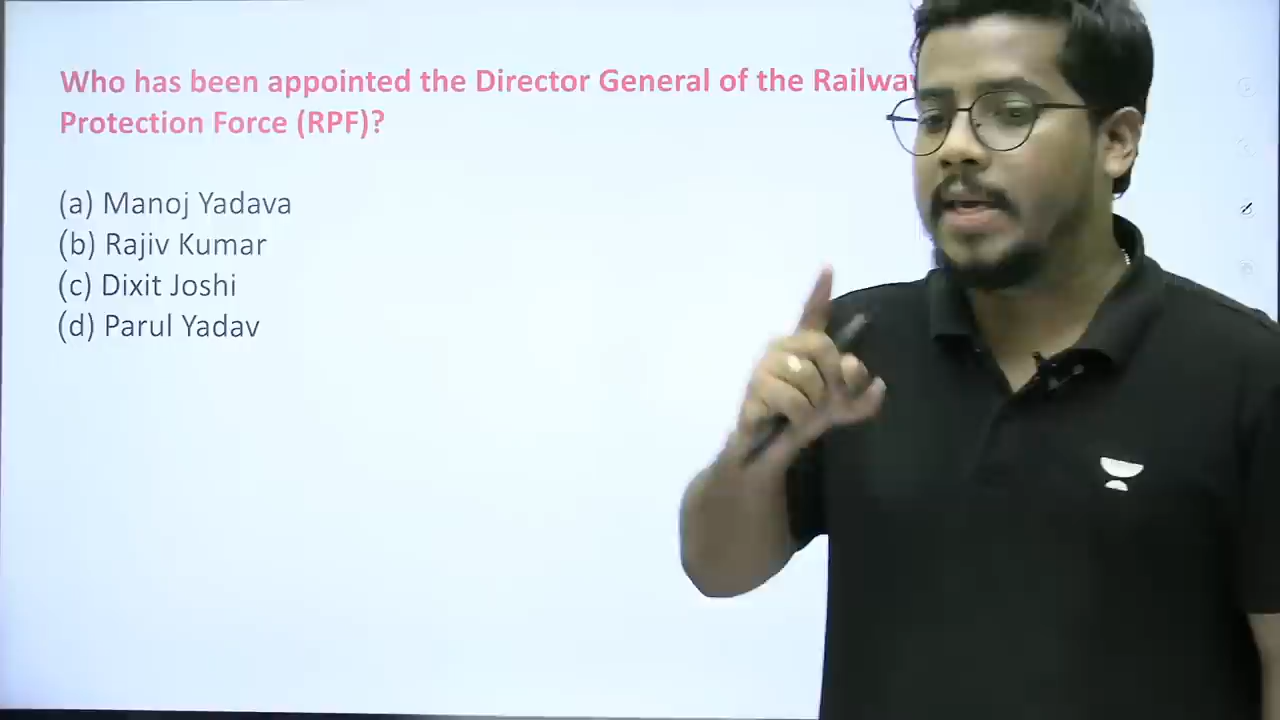 Who has been appointed the Director General of the
Protection Force (RPF)?
(a) Manoj Yadava
(b) Rajiv Kumar
(c) Dixit Joshi
(d) Parul Yadav